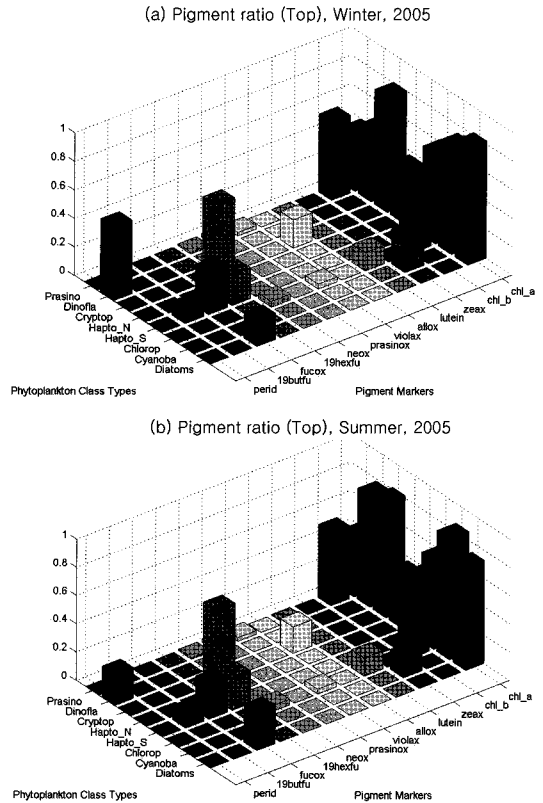 (a) Pigment ratio (Top), Winter, 2005
1
0.8
0.6
0.4
0.2
0
Prasino
Dinofla
Cryptop
Hapto_N
Hapto_S
Chlorop
Cyanoba
Diatoms
Phytoplankton Class Types
perid
19butfu
fucox
19hexfu
neox
prasinox
violax
allox
lutein
zeax
chl_b
chl_a
Pigment Markers
(b) Pigment ratio (Top), Summer, 2005
1
0.8
0.6
0.4
0.2
0
Prasino
Dinofla
Cryptop
Hapto_N
Hapto_S
Chlorop
Cyanoba
Diatoms
Phytoplankton Class Types
perid
19butfu
fucox
19hexfu
neox
prasinox
violax
allox
lutein
zeax
chl_b
chl_a
Pigment Markers